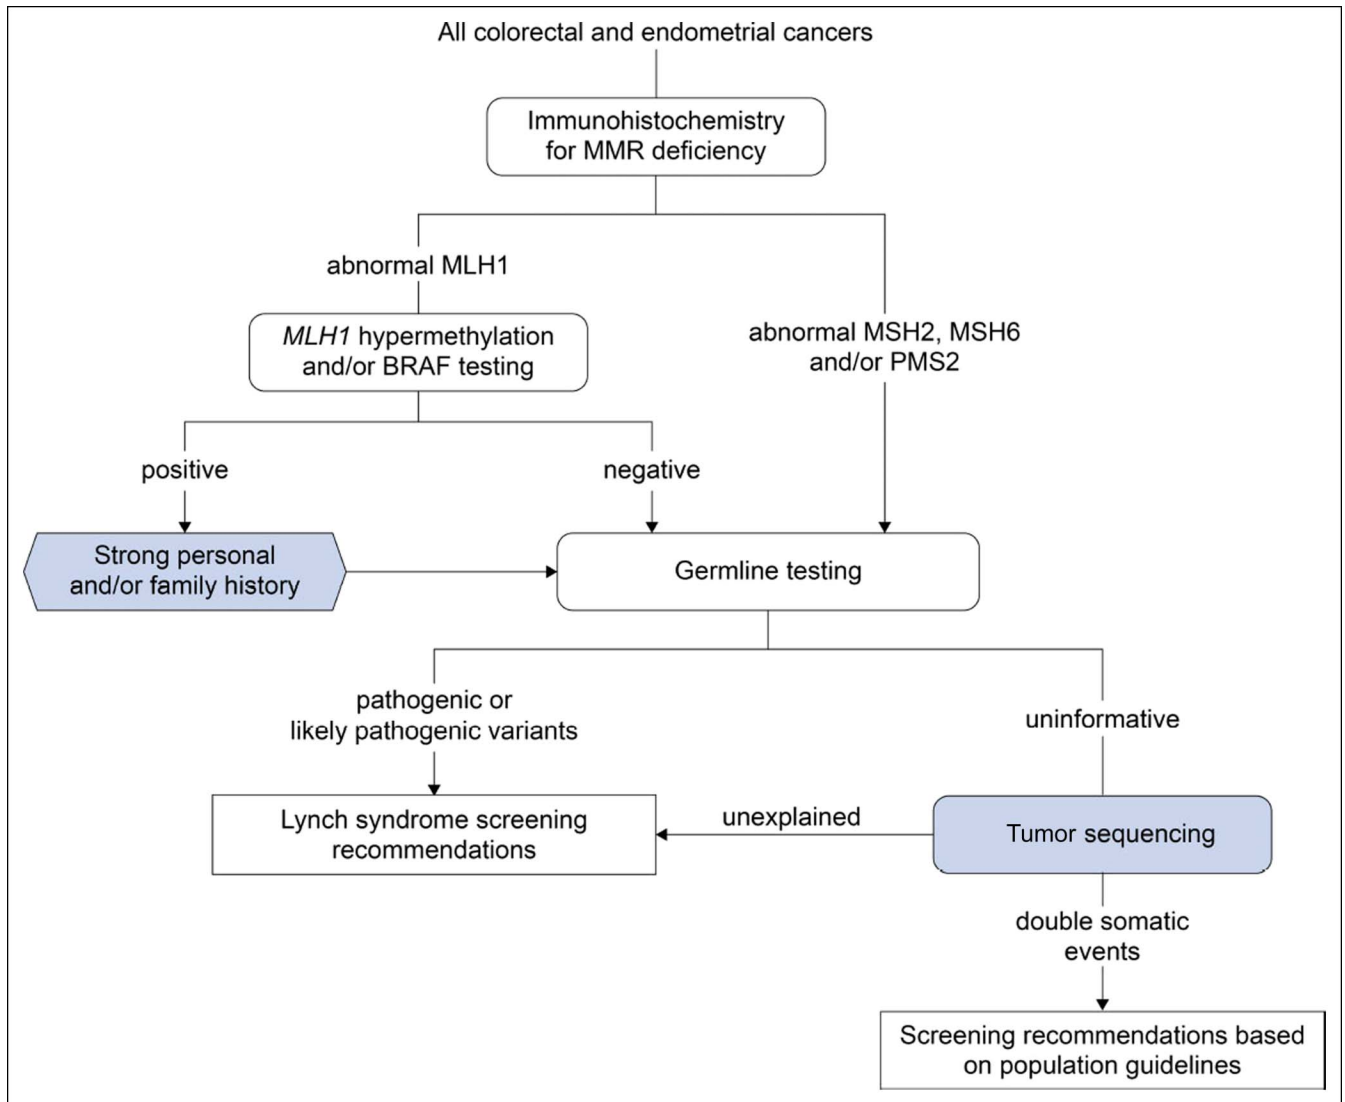 All colorectal and endometrial cancers
Immunohistochemistry
for MMR deficiency
abnormal MLH1
MLH1 hypermethylation
and/or BRAF testing
abnormal MSH2, MSH6
and/or PMS2
positive
negative
Strong personal
and/or family history
Germline testing
pathogenic or
likely pathogenic variants
uninformative
Lynch syndrome screening
recommendations
unexplained
Tumor sequencing
double somatic
events
Screening recommendations based
on population guidelines